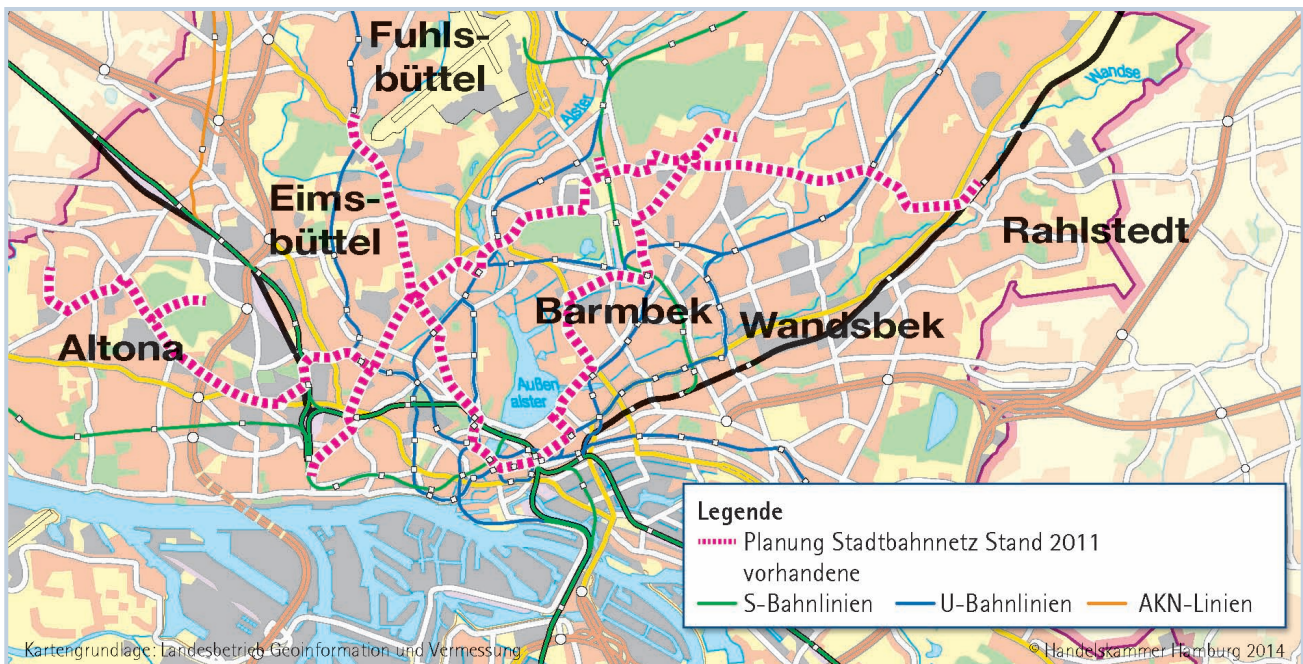 Fuhls-
büttel
Alster
Wandse
Eims-
büttel
Rahlstedt
Barmbek
Wandsbek
Altona
Außen
alster
Legende
Planung Stadtbahnnetz Stand 2011
vorhandene
S-Bahnlinien U-Bahnlinien AKN-Linien
Kartengrundlage: Landesbetrieb Geoinformation und Vermessung
© Handelskammer Hamburg 2014